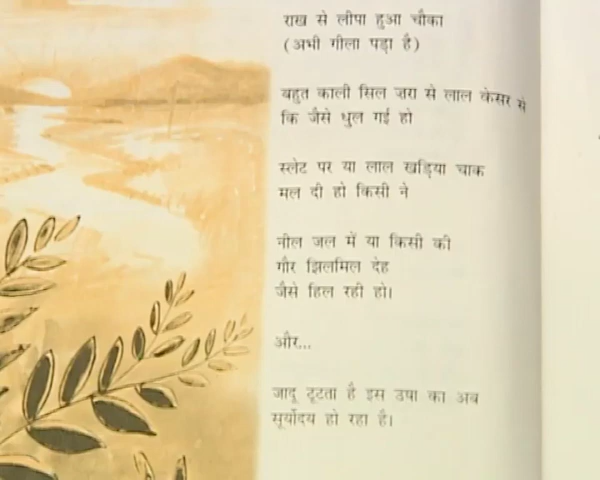 राख से लीपा हुआ चौका
(अभी गीला पड़ा है)
बहुत काली सिल ज़रा से लाल केसर से
कि जैसे धुल गई हो
स्लेट पर या लाल खड़िया चाक
मल दी हो किसी ने
नील जल में या किसी की
गौर झिलमिल देह
जैसे हिल रही हो।
और...
जादू टूटता है इस उषा का अब
सूर्योदय हो रहा है।